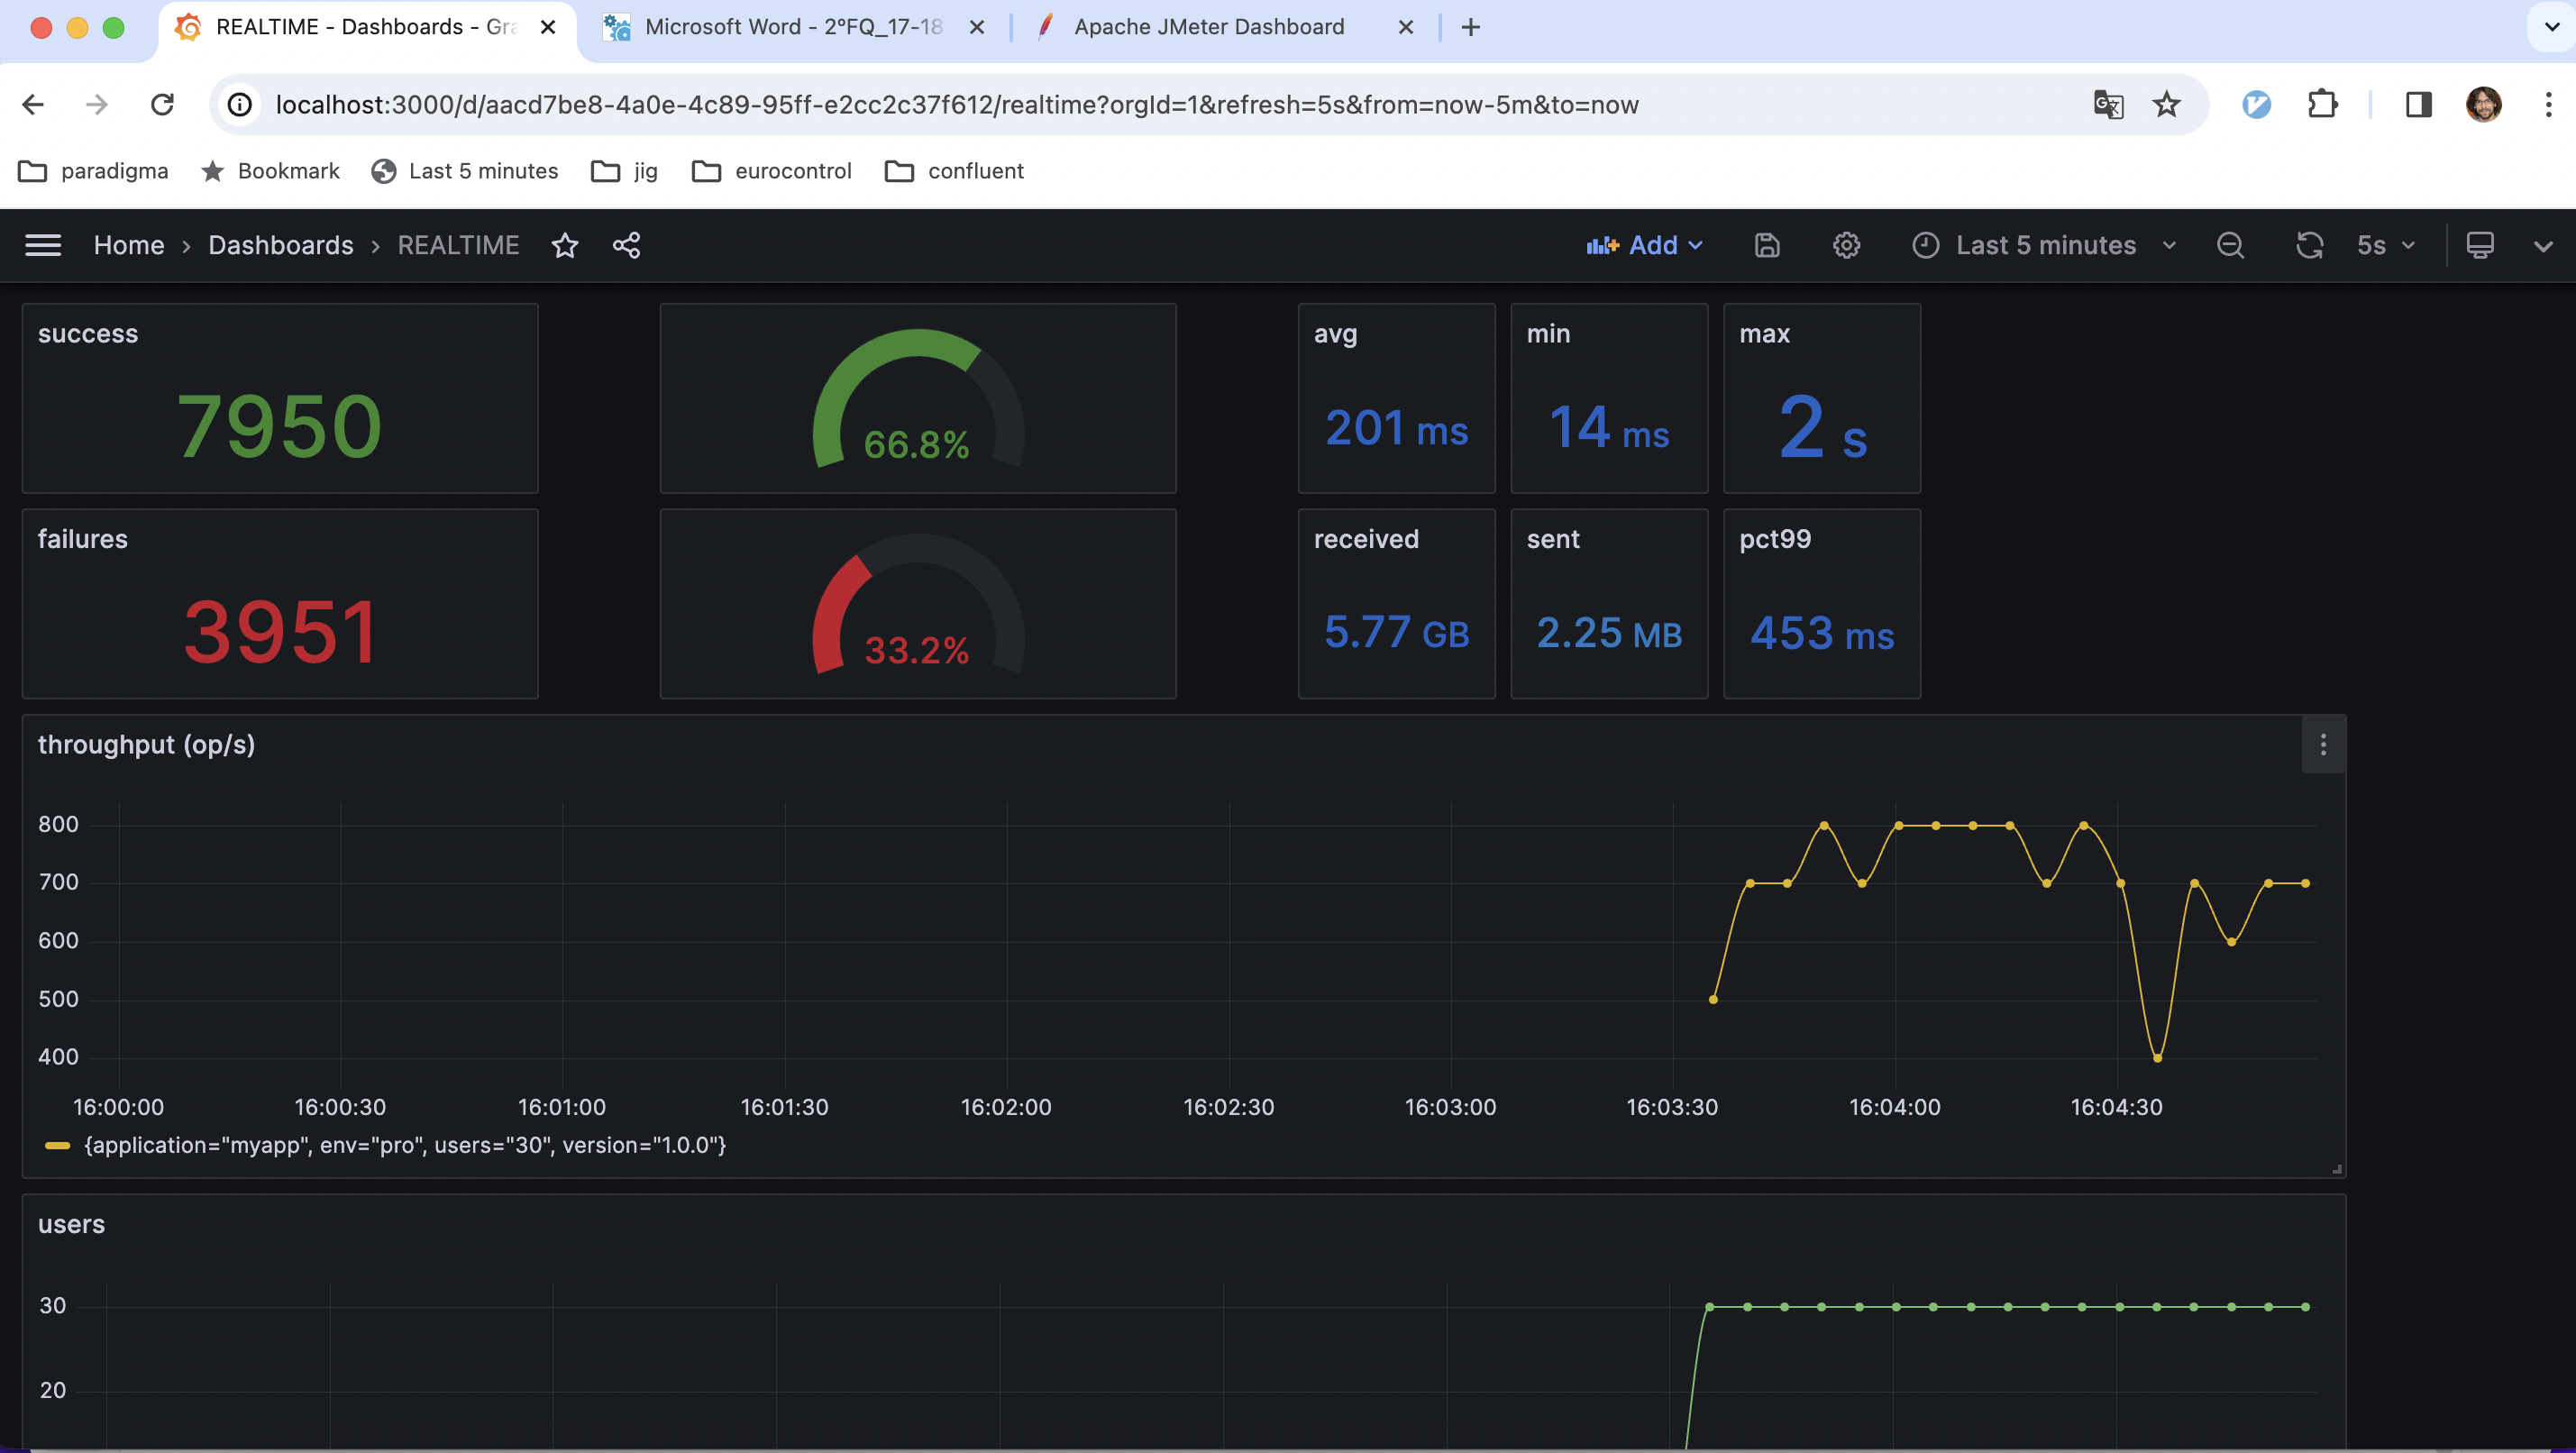 REALTIME - Dashboards - Gra
Microsoft Word - 2ºFQ_17-18
Apache JMeter Dashboard
localhost:3000/d/aacd7be8-4a0e-4c89-95ff-e2cc2c37f612/realtime?orgId=1&refresh=5s&from=now-5m&to=now
paradigma Bookmark Last 5 minutes jig eurocontrol confluent
Home › Dashboards › REALTIME Add Last 5 minutes 5s
success
7950
66.8%
avg
201 ms
min
14 ms
max
2 s
failures
3951
33.2%
received
5.77 GB
sent
2.25 MB
pct99
453 ms
throughput (op/s)
800
700
600
500
400
16:00:00 16:00:30 16:01:00 16:01:30 16:02:00 16:02:30 16:03:00 16:03:30 16:04:00 16:04:30
{application="myapp", env="pro", users="30", version="1.0.0"}
users
30
20